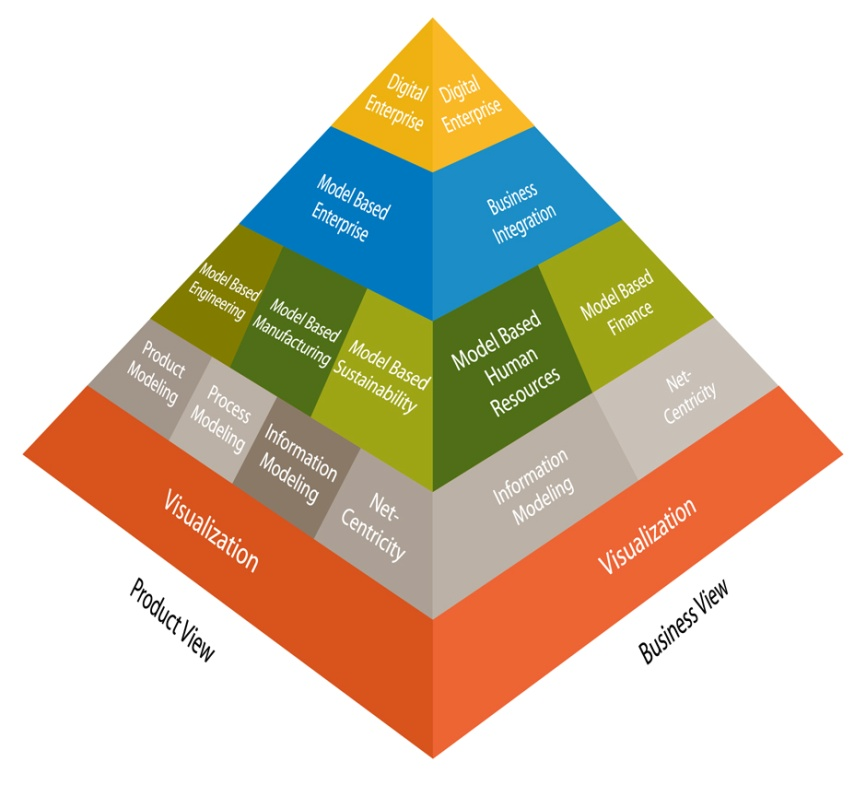 Digital
Enterprise
Digital
Enterprise
Model Based
Enterprise
Business
Integration
Model Based
Engineering
Model Based
Manufacturing
Model Based
Sustainability
Model Based
Human
Resources
Model Based
Finance
Product
Modeling
Process
Modeling
Information
Modeling
Net-
Centricity
Information
Modeling
Net-
Centricity
Visualization
Visualization
Product View
Business View